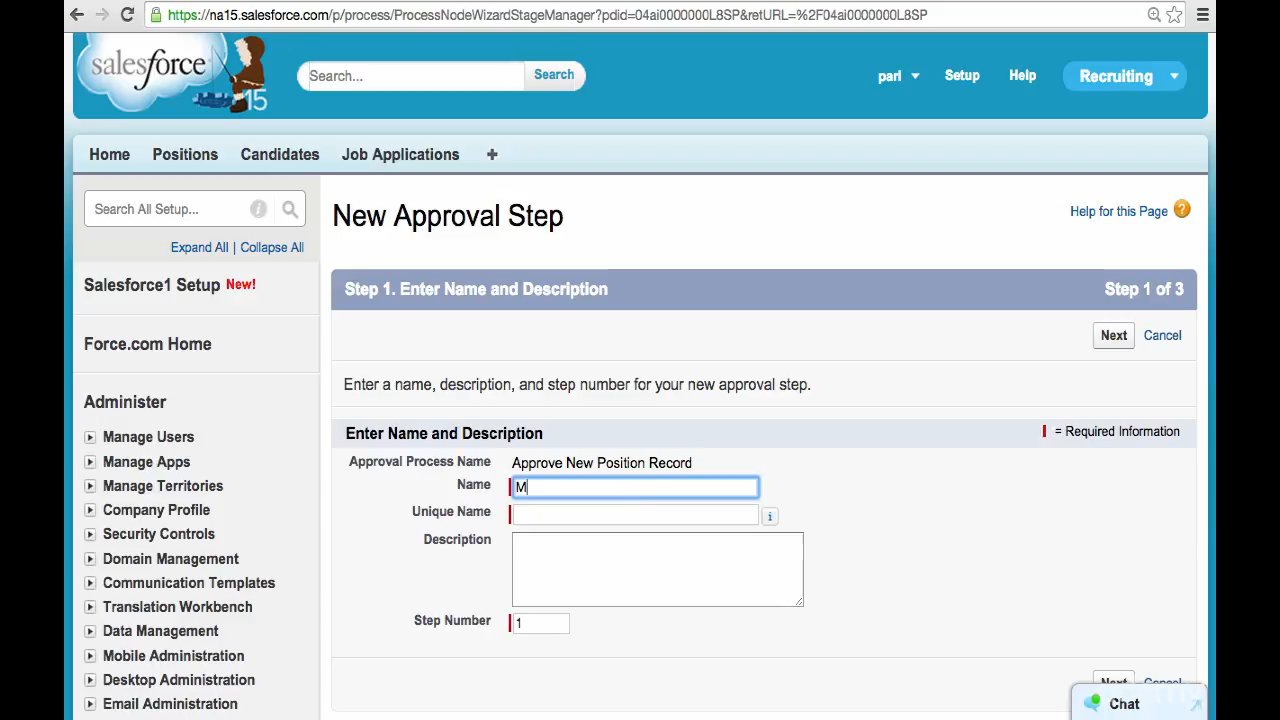 https://na15.salesforce.com/p/process/ProcessNodeWizardStageManager?pdid=04ai0000000L8SP&retURL=%2F04ai0000000L8SP
salesforce
15
Search...
Search
parl
Setup
Help
Recruiting
Home
Positions
Candidates
Job Applications
+
Search All Setup...
Expand All | Collapse All
Salesforce1 Setup New!
Force.com Home
Administer
Manage Users
Manage Apps
Manage Territories
Company Profile
Security Controls
Domain Management
Communication Templates
Translation Workbench
Data Management
Mobile Administration
Desktop Administration
Email Administration
New Approval Step
Help for this Page ?
Step 1. Enter Name and Description
Step 1 of 3
Next
Cancel
Enter a name, description, and step number for your new approval step.
Enter Name and Description
= Required Information
Approval Process Name
Approve New Position Record
Name
M
Unique Name
i
Description
Step Number
1
Next
Cancel
Chat